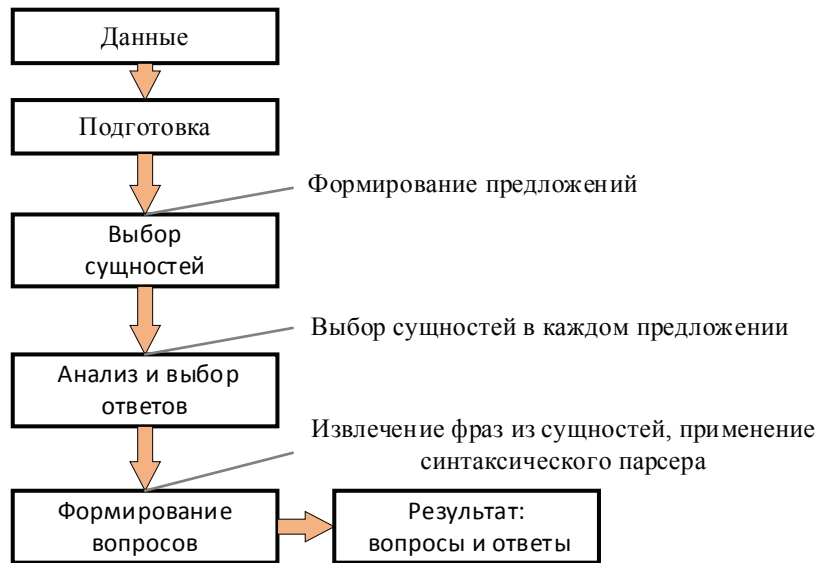 Данные
Подготовка
Формирование предложений
Выбор
сущностей
Выбор сущностей в каждом предложении
Анализ и выбор
ответов
Извлечение фраз из сущностей, применение
синтаксического парсера
Формирование
вопросов
Результат:
вопросы и ответы